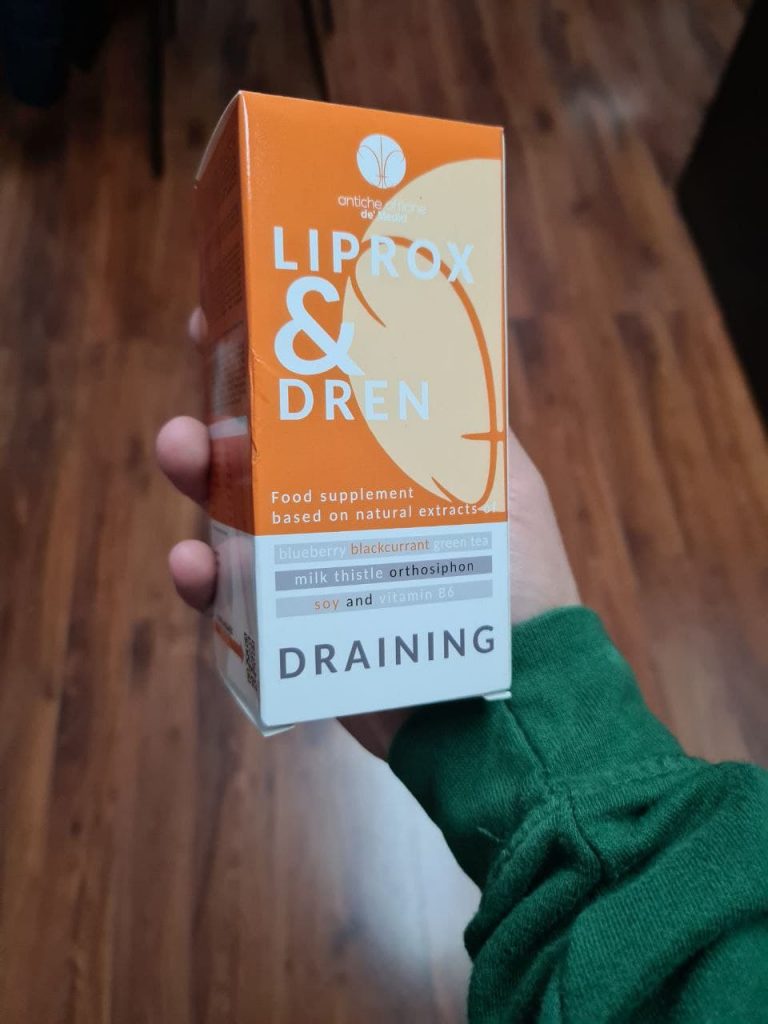 antiche officine
de' Medici
LIPROX
&
DREN
Food supplement
based on natural extracts of
blueberry blackcurrant green tea
milk thistle orthosiphon
soy and vitamin B6
DRAINING